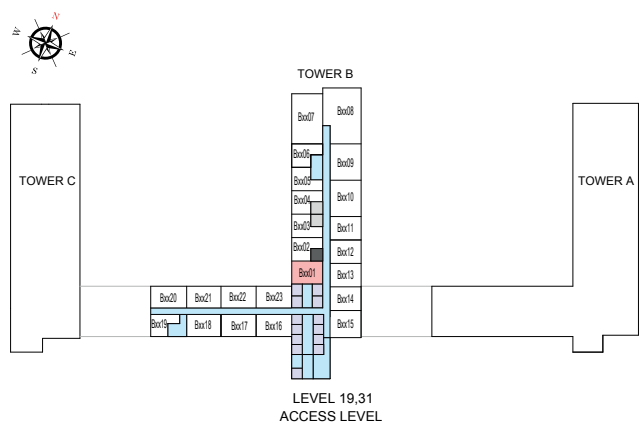 N
W
E
S
TOWER B
Bxx07
Bxx08
Bxx06
Bxx09
Bxx05
TOWER C
TOWER A
Bxx04
Bxx10
Bxx03
Bxx11
Bxx02
Bxx12
Bxx01
Bxx13
Bxx20
Bxx21
Bxx22
Bxx23
Bxx14
Bxx19
Bxx18
Bxx17
Bxx16
Bxx15
LEVEL 19,31
ACCESS LEVEL